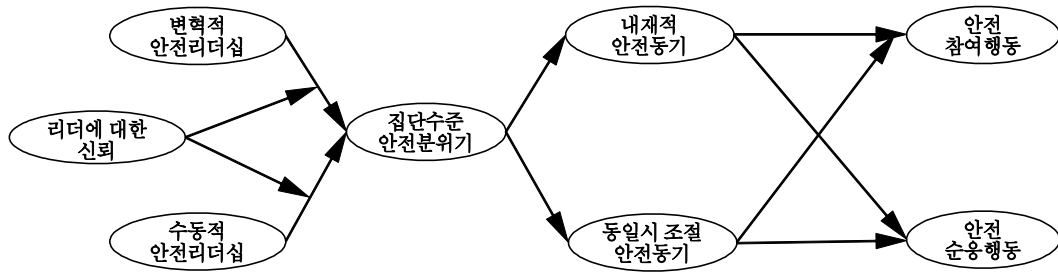 변혁적
안전리더십
리더에 대한
신뢰
수동적
안전리더십
집단수준
안전분위기
내재적
안전동기
동일시 조절
안전동기
안전
참여행동
안전
순응행동